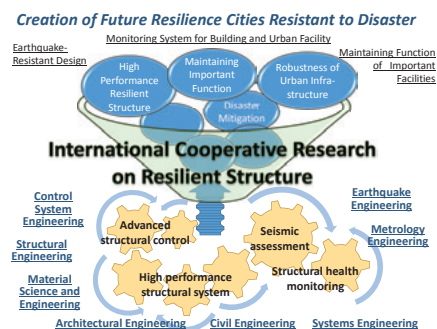 Creation of Future Resilience Cities Resistant to Disaster
Monitoring System for Building and Urban Facility
Earthquake-
Resistant Design
Maintaining Function
of Important
Facilities
High
Performance
Resilient
Structure
Maintaining
Important
Function
Robustness of
Urban Infra-
structure
Disaster
Mitigation
International Cooperative Research
on Resilient Structure
Control
System
Engineering
Structural
Engineering
Material
Science and
Engineering
Advanced
structural control
High performance
structural system
Seismic
assessment
Structural health
monitoring
Earthquake
Engineering
Metrology
Engineering
Architectural Engineering
Civil Engineering
Systems Engineering